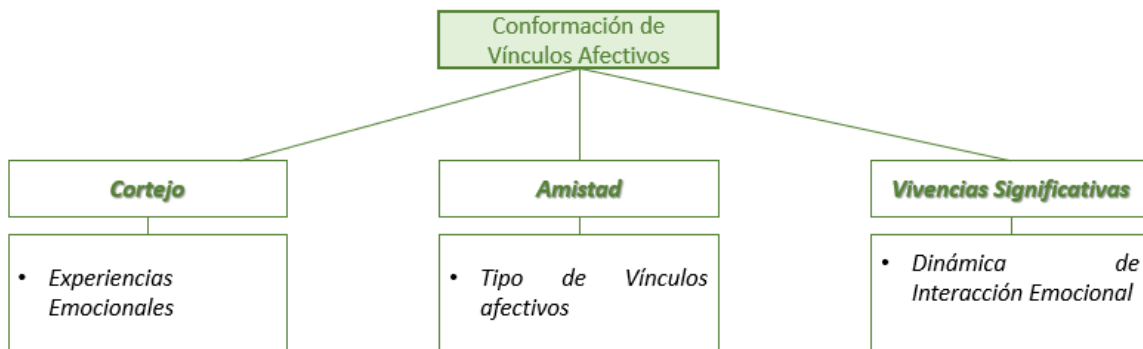 Conformación de
Vínculos Afectivos
Cortejo
Amistad
Vivencias Significativas
• Experiencias
Emocionales
• Tipo de Vínculos
afectivos
• Dinámica de
Interacción Emocional